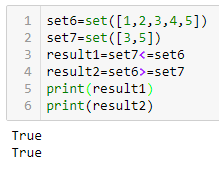 1 set6=set([1,2,3,4,5])
2 set7=set([3,5])
3 result1=set7<=set6
4 result2=set6>=set7
5 print(result1)
6 print(result2)
True
True